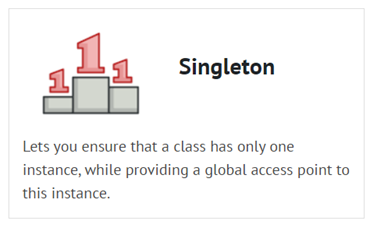 1 1 1
Singleton
Lets you ensure that a class has only one
instance, while providing a global access point to
this instance.